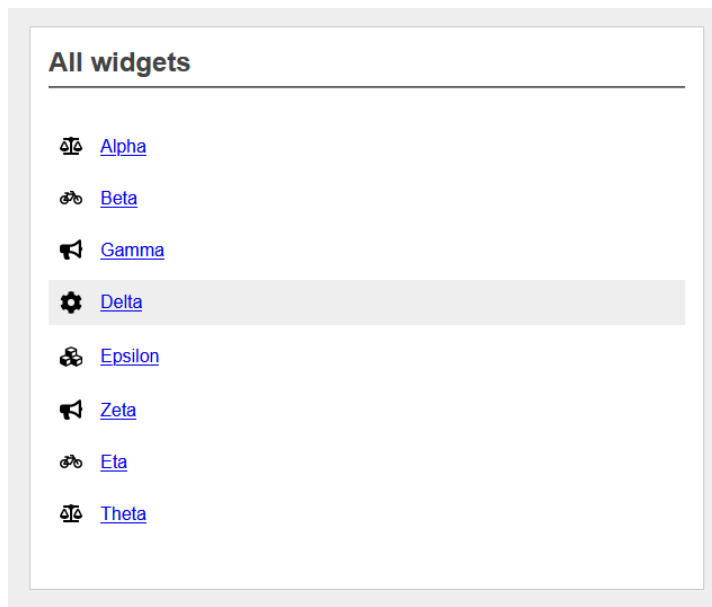 All widgets
Alpha
Beta
Gamma
Delta
Epsilon
Zeta
Eta
Theta